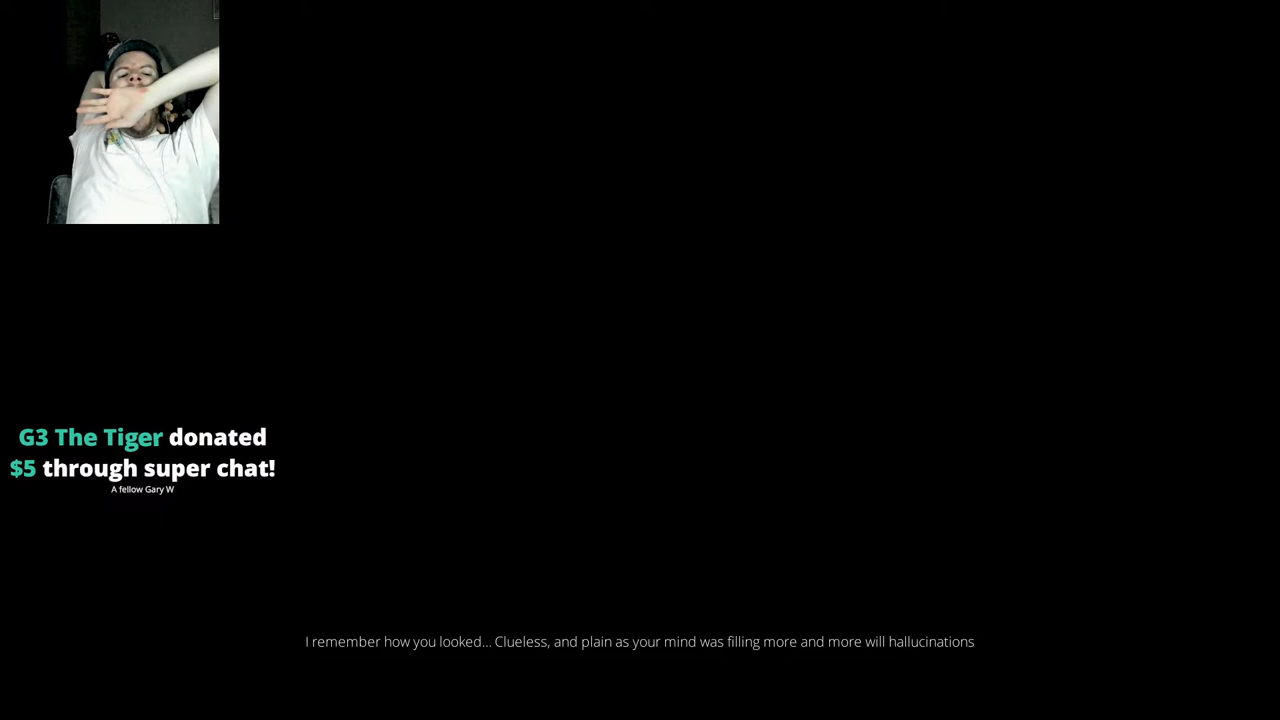 G3 The Tiger donated
$5 through super chat!
A fellow Gary W
I remember how you looked... Clueless, and plain as your mind was filling more and more will hallucinations